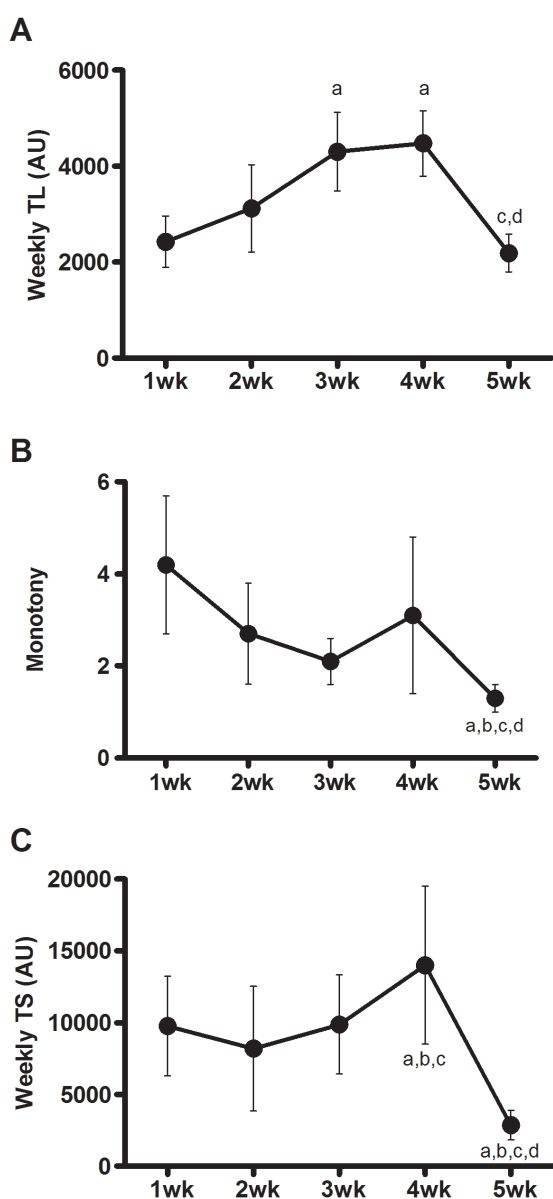 A
Weekly TL (AU)
6000
4000
2000
0
a
a
c,d
1wk 2wk 3wk 4wk 5wk
B
Monotony
6
4
2
0
a,b,c,d
1wk 2wk 3wk 4wk 5wk
C
Weekly TS (AU)
20000
15000
10000
5000
0
a,b,c
a,b,c,d
1wk 2wk 3wk 4wk 5wk